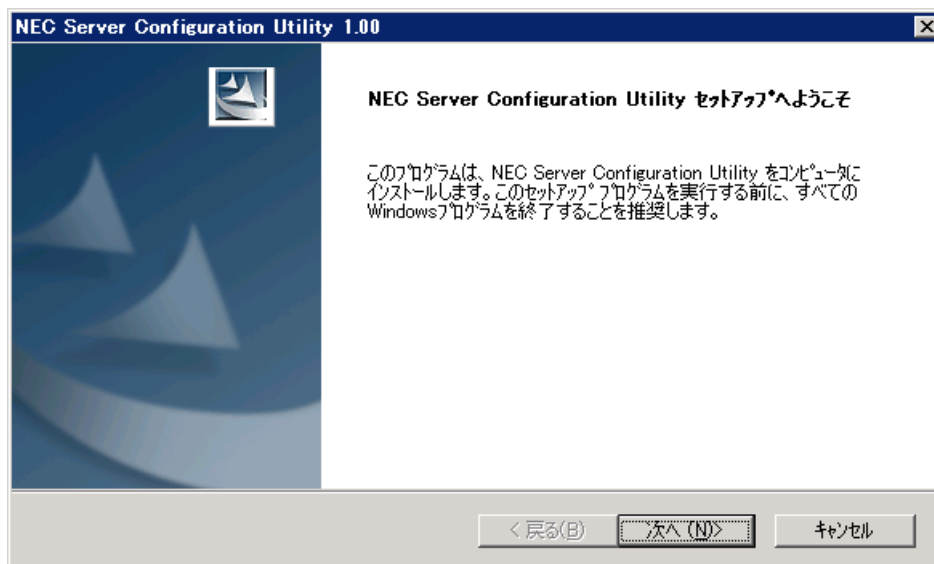 NEC Server Configuration Utility 1.00
NEC Server Configuration Utility ｾｯﾄｱｯﾌﾟへようこそ
このﾌﾟﾛｸﾞﾗﾑは、NEC Server Configuration Utility をｺﾝﾋﾟｭｰﾀに
ｲﾝｽﾄｰﾙします。このｾｯﾄｱｯﾌﾟ ﾌﾟﾛｸﾞﾗﾑを実行する前に、すべての
Windowsﾌﾟﾛｸﾞﾗﾑを終了することを推奨します。
< 戻る(B)
次へ (N)>
ｷｬﾝｾﾙ